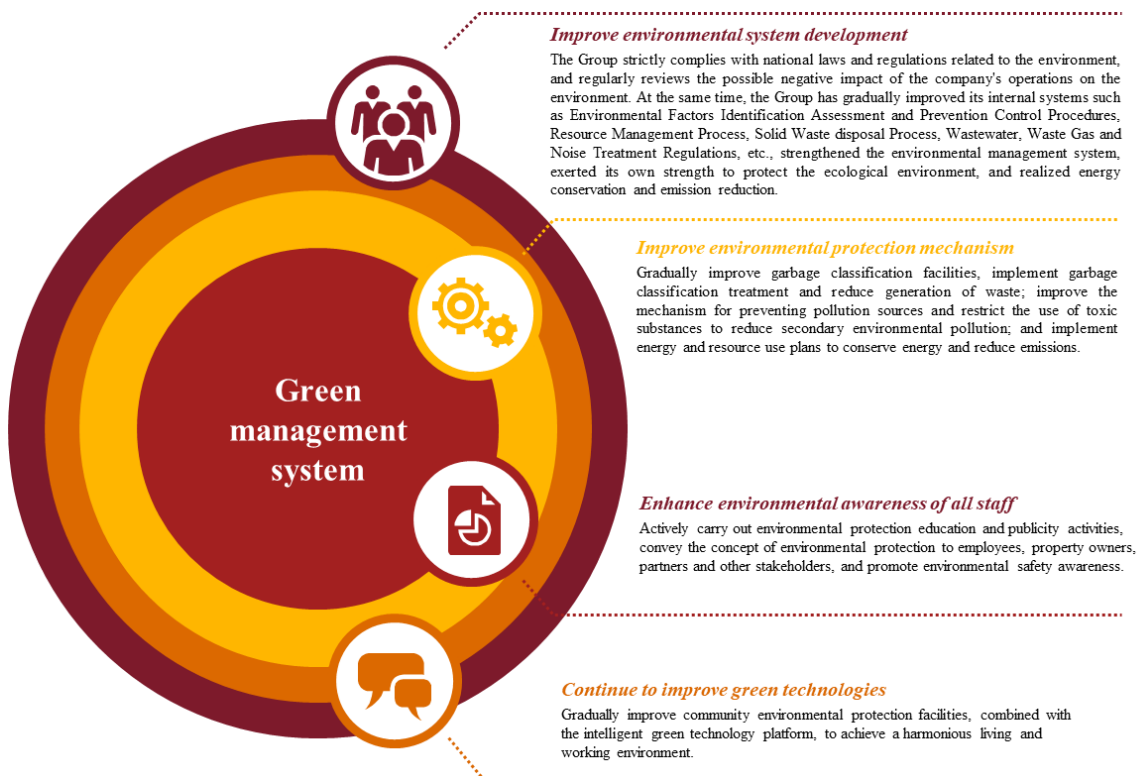 Improve environmental system development
The Group strictly complies with national laws and regulations related to the environment,
and regularly reviews the possible negative impact of the company's operations on the
environment. At the same time, the Group has gradually improved its internal systems such
as Environmental Factors Identification Assessment and Prevention Control Procedures,
Resource Management Process, Solid Waste disposal Process, Wastewater, Waste Gas and
Noise Treatment Regulations, etc., strengthened the environmental management system,
exerted its own strength to protect the ecological environment, and realized energy
conservation and emission reduction.
Improve environmental protection mechanism
Gradually improve garbage classification facilities, implement garbage
classification treatment and reduce generation of waste; improve the
mechanism for preventing pollution sources and restrict the use of toxic
substances to reduce secondary environmental pollution; and implement
energy and resource use plans to conserve energy and reduce emissions.
Green
management
system
Enhance environmental awareness of all staff
Actively carry out environmental protection education and publicity activities,
convey the concept of environmental protection to employees, property owners,
partners and other stakeholders, and promote environmental safety awareness.
Continue to improve green technologies
Gradually improve community environmental protection facilities, combined with
the intelligent green technology platform, to achieve a harmonious living and
working environment.